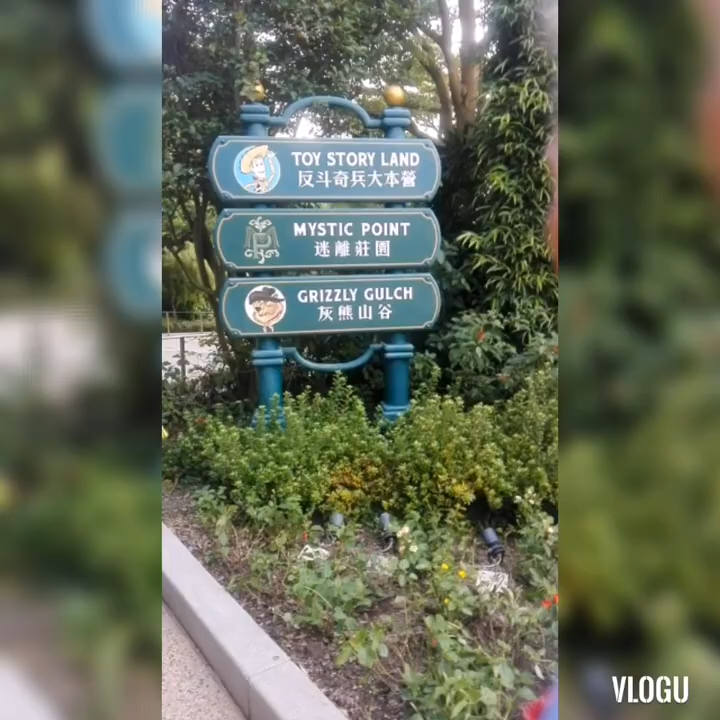 TOY STORY LAND
反斗奇兵大本營
MYSTIC POINT
迷離莊園
GRIZZLY GULCH
灰熊山谷
VLOGU